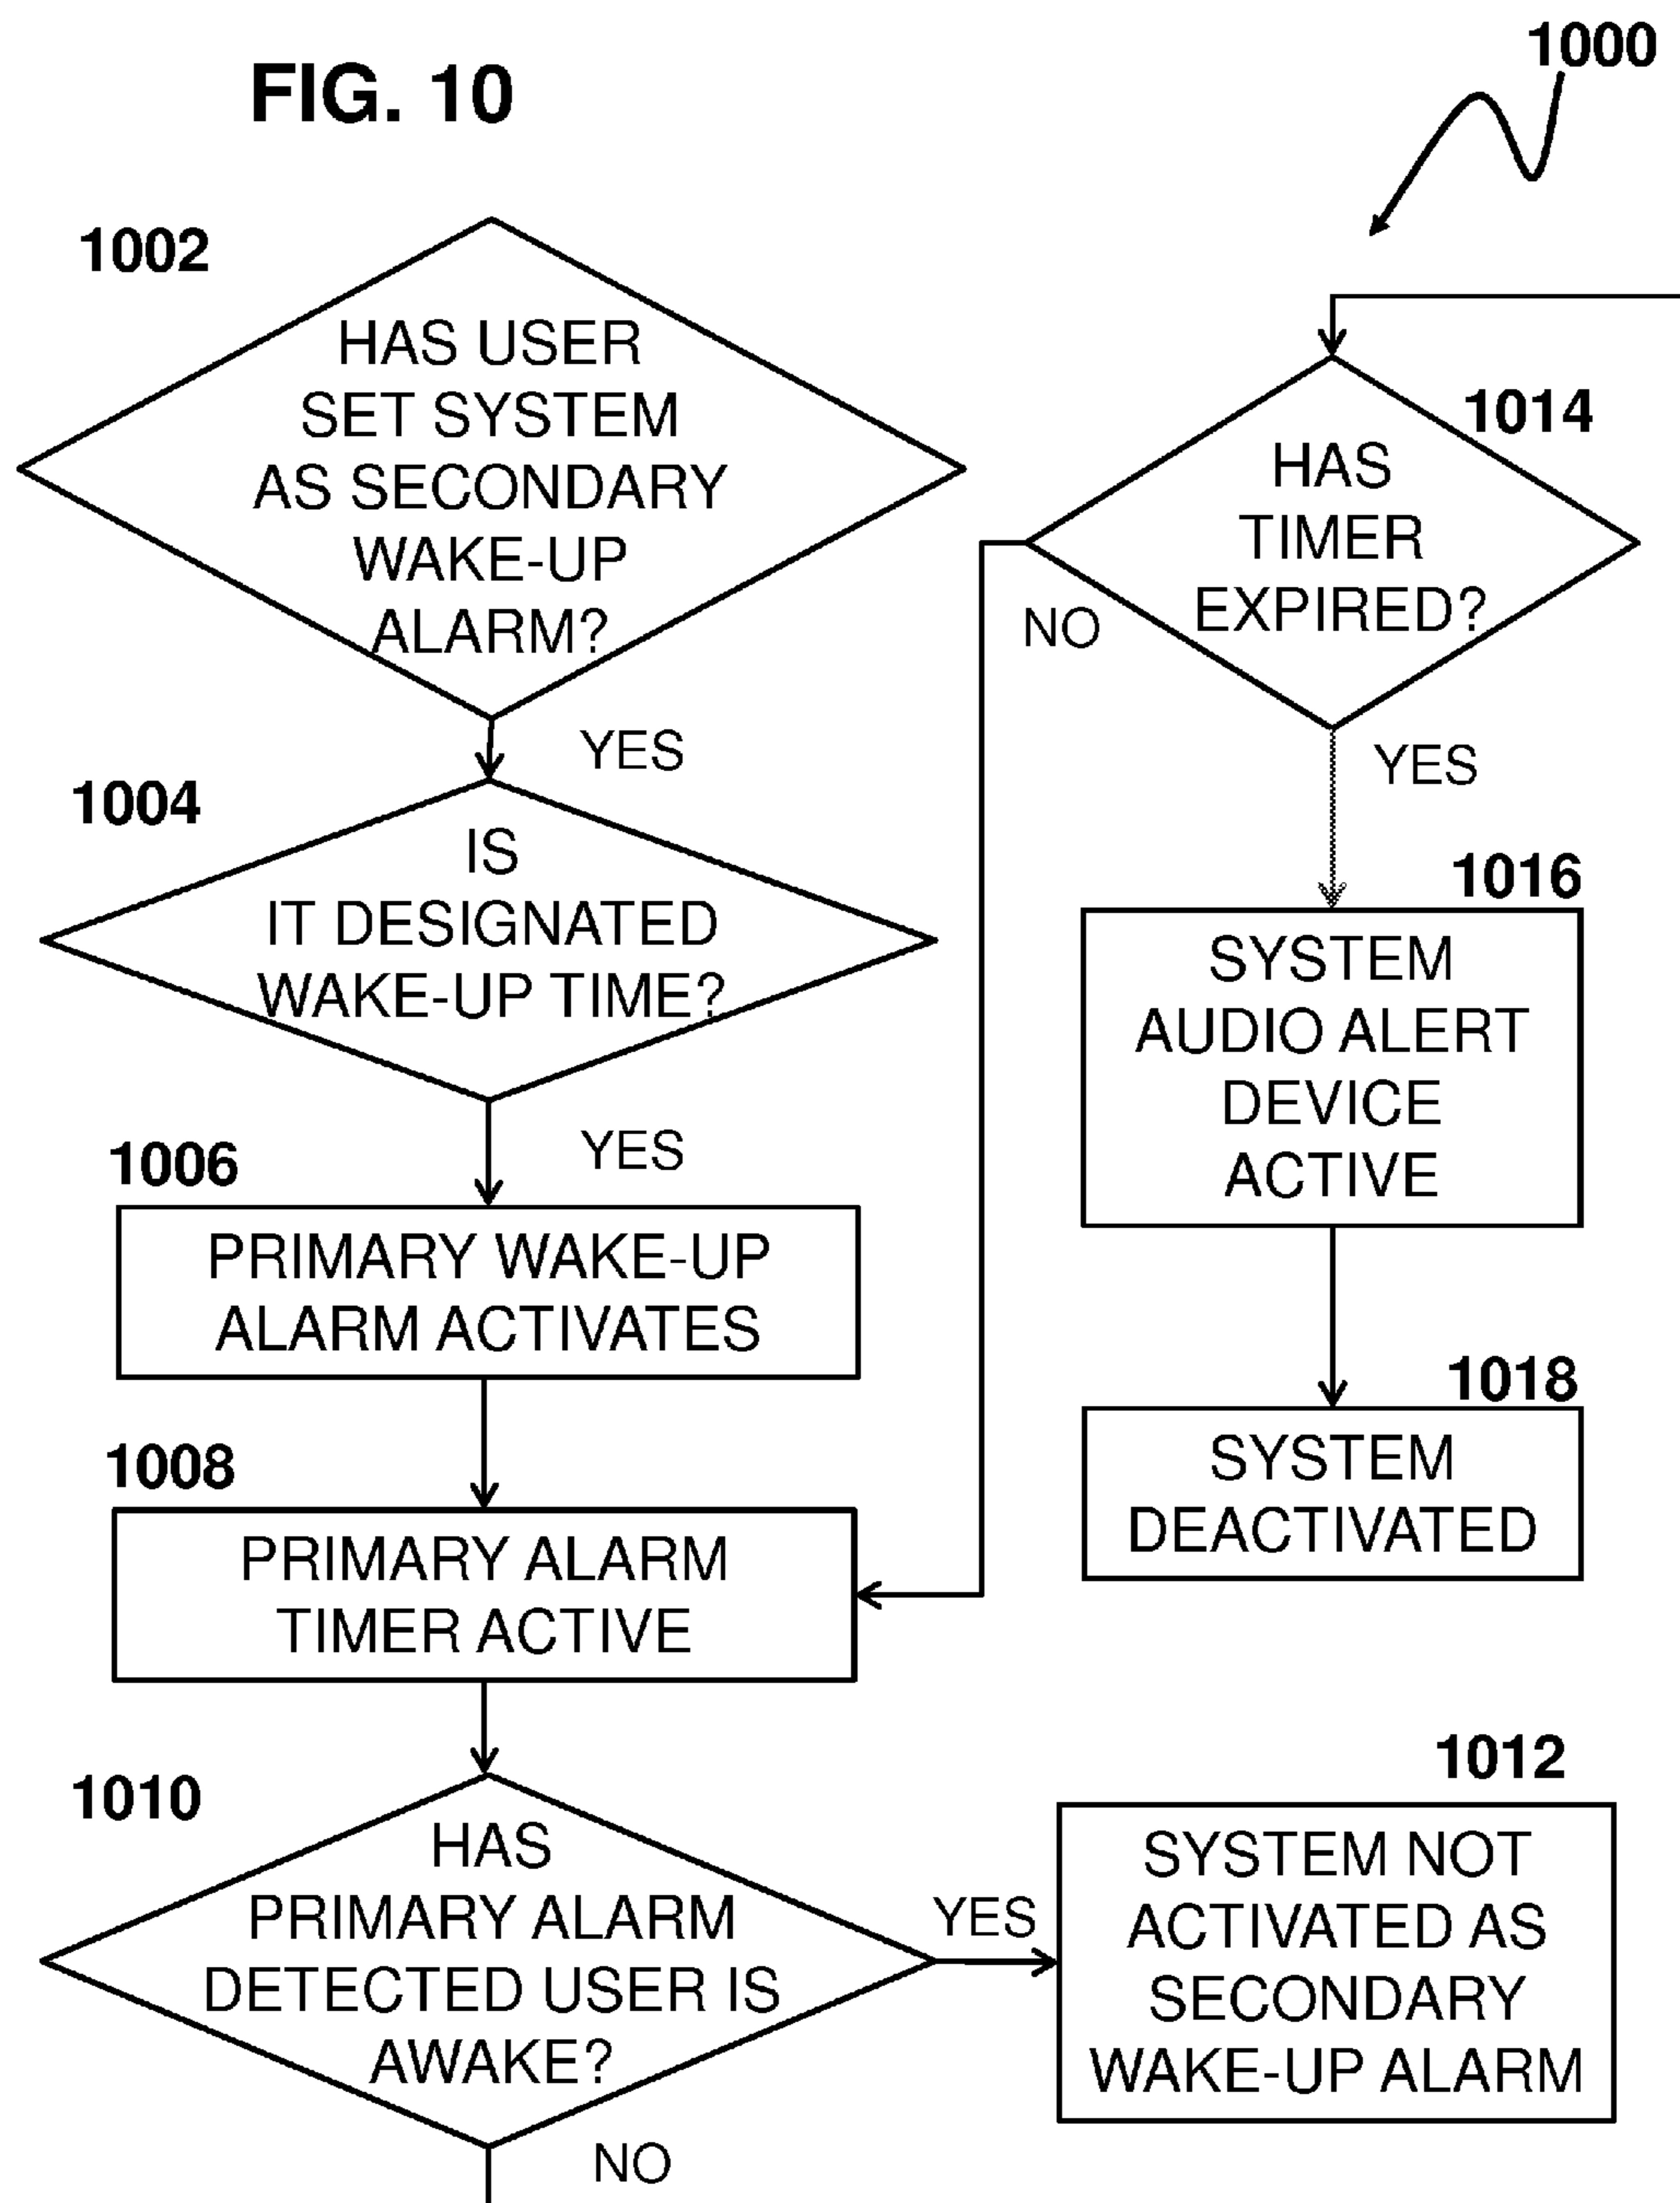 FIG. 10
1000
1002
HAS USER
SET SYSTEM
AS SECONDARY
WAKE-UP
ALARM?
YES
1004
IS
IT DESIGNATED
WAKE-UP TIME?
YES
1006
PRIMARY WAKE-UP
ALARM ACTIVATES
1008
PRIMARY ALARM
TIMER ACTIVE
1010
HAS
PRIMARY ALARM
DETECTED USER IS
AWAKE?
YES
NO
1012
SYSTEM NOT
ACTIVATED AS
SECONDARY
WAKE-UP ALARM
1014
HAS
TIMER
EXPIRED?
NO
YES
1016
SYSTEM
AUDIO ALERT
DEVICE
ACTIVE
1018
SYSTEM
DEACTIVATED